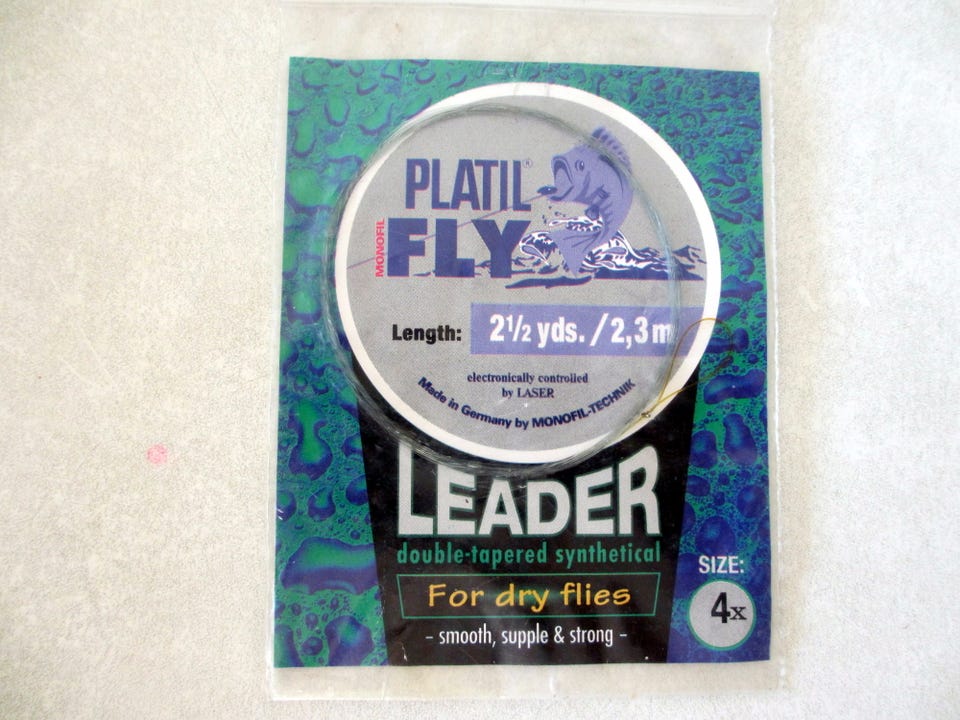 PLATIL®
MONOFIL
FLY
Length: 2½ yds. / 2,3 m
electronically controlled
by LASER
Made in Germany by MONOFIL-TECHNIK
LEADER
double-tapered synthetical
For dry flies
- smooth, supple & strong -
SIZE:
4x